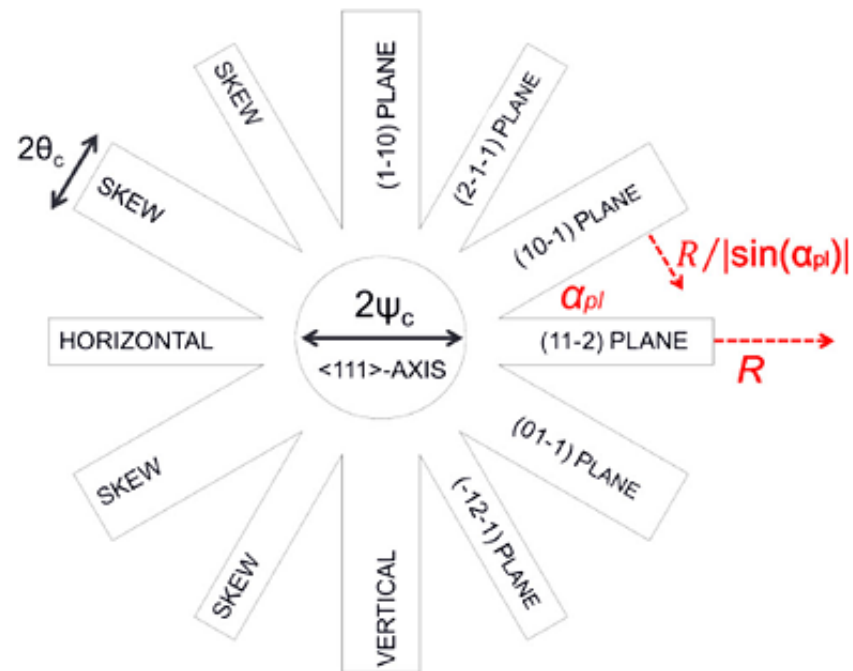 SKEW
(1-10) PLANE
(2-1-1) PLANE
2θc
SKEW
(10-1) PLANE
R/|sin(αpl)|
2ψc
<111>-AXIS
αpl
HORIZONTAL
(11-2) PLANE
R
SKEW
(01-1) PLANE
SKEW
VERTICAL
(-12-1) PLANE